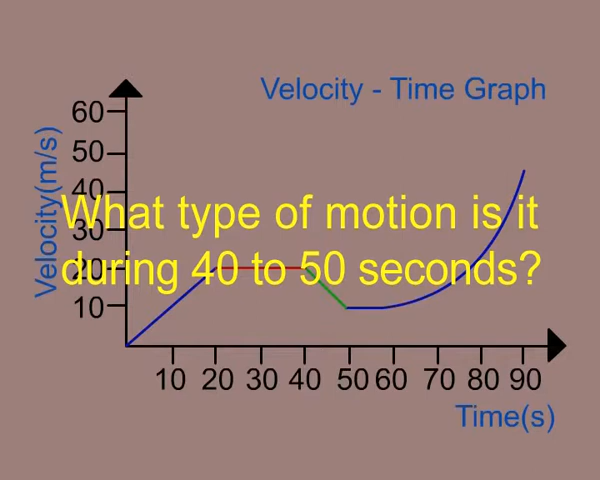 Velocity - Time Graph
Velocity(m/s)
60
50
40
30
20
10
What type of motion is it
during 40 to 50 seconds?
10 20 30 40 50 60 70 80 90
Time(s)